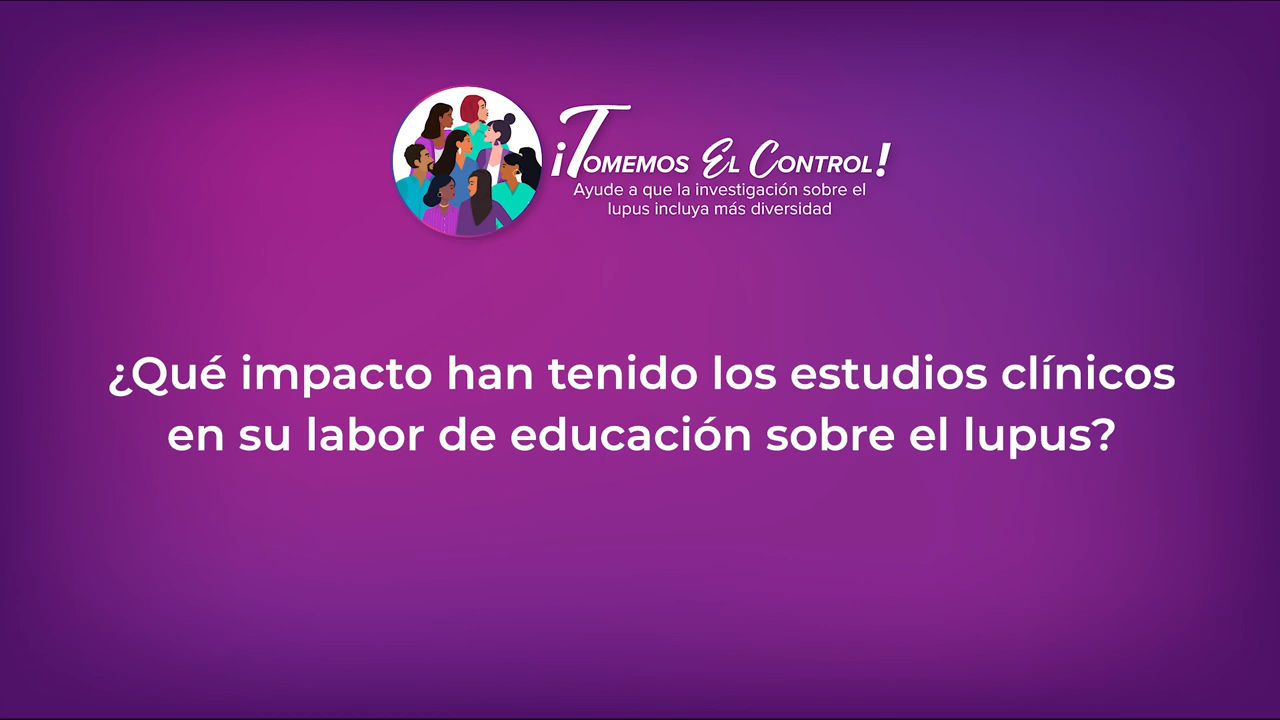 ¡Tomemos El Control!
Ayude a que la investigación sobre el
lupus incluya más diversidad
¿Qué impacto han tenido los estudios clínicos
en su labor de educación sobre el lupus?